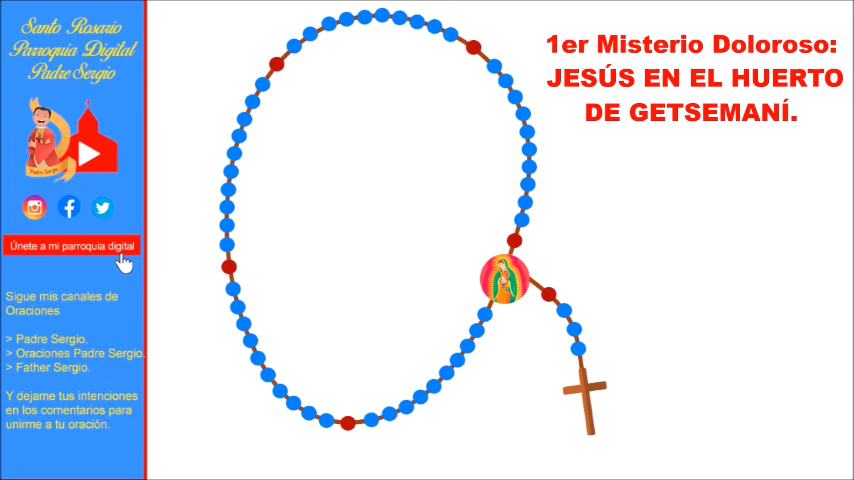 Santo Rosario
Parroquia Digital
Padre Sergio
Padre Sergio
Únete a mi parroquia digital
Sigue mis canales de
Oraciones
> Padre Sergio.
> Oraciones Padre Sergio.
> Father Sergio.
Y dejame tus intenciones
en los comentarios para
unirme a tu oración.
1er Misterio Doloroso:
JESÚS EN EL HUERTO
DE GETSEMANÍ.